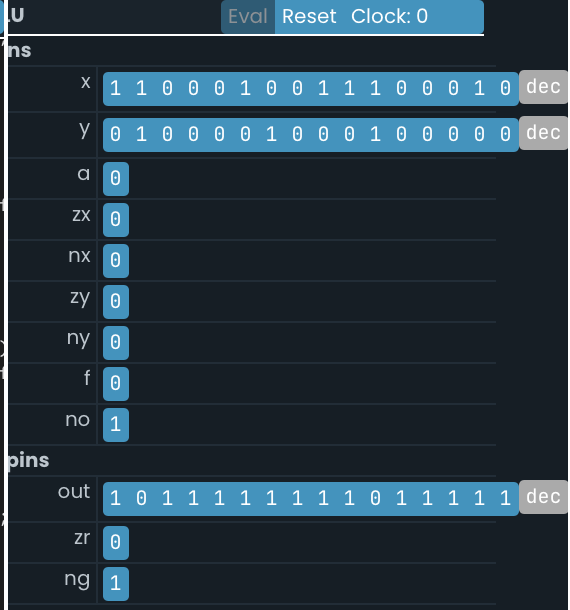 LU Eval Reset Clock: 0
ns
x 1 1 0 0 0 1 0 0 1 1 1 0 0 0 1 0 dec
y 0 1 0 0 0 0 1 0 0 0 1 0 0 0 0 0 dec
a 0
zx 0
nx 0
zy 0
ny 0
f 0
no 1
pins
out 1 0 1 1 1 1 1 1 1 1 0 1 1 1 1 1 dec
zr 0
ng 1